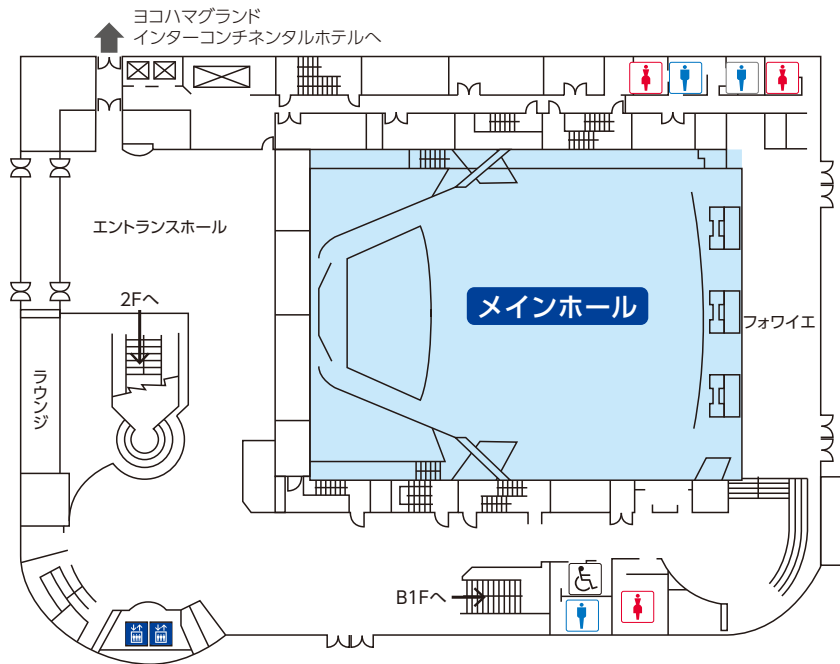 ヨコハマグランド
インターコンチネンタルホテルへ
エントランスホール
2Fへ
メインホール
フォワイエ
ラウンジ
B1Fへ